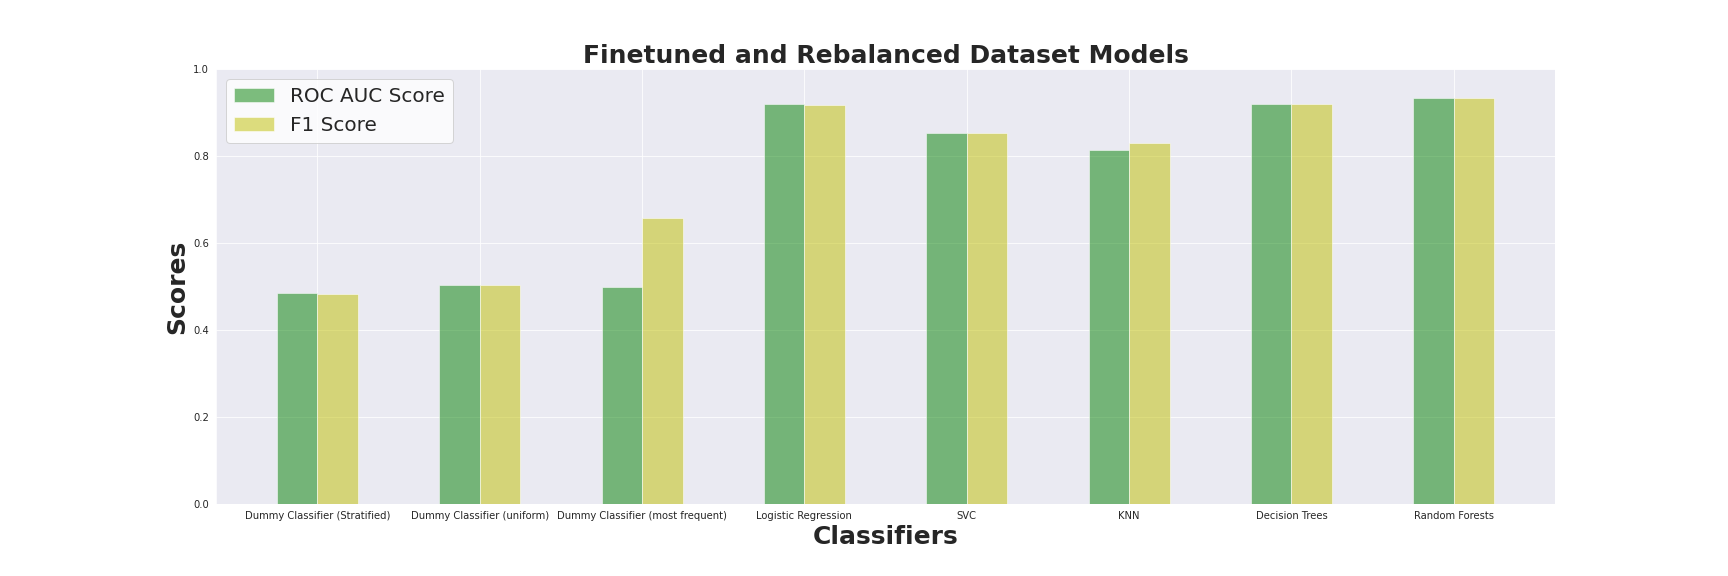 Finetuned and Rebalanced Dataset Models
ROC AUC Score
F1 Score
1.0
0.8
0.6
0.4
0.2
0.0
Scores
Dummy Classifier (Stratified) Dummy Classifier (uniform) Dummy Classifier (most frequent) Logistic Regression SVC KNN Decision Trees Random Forests
Classifiers